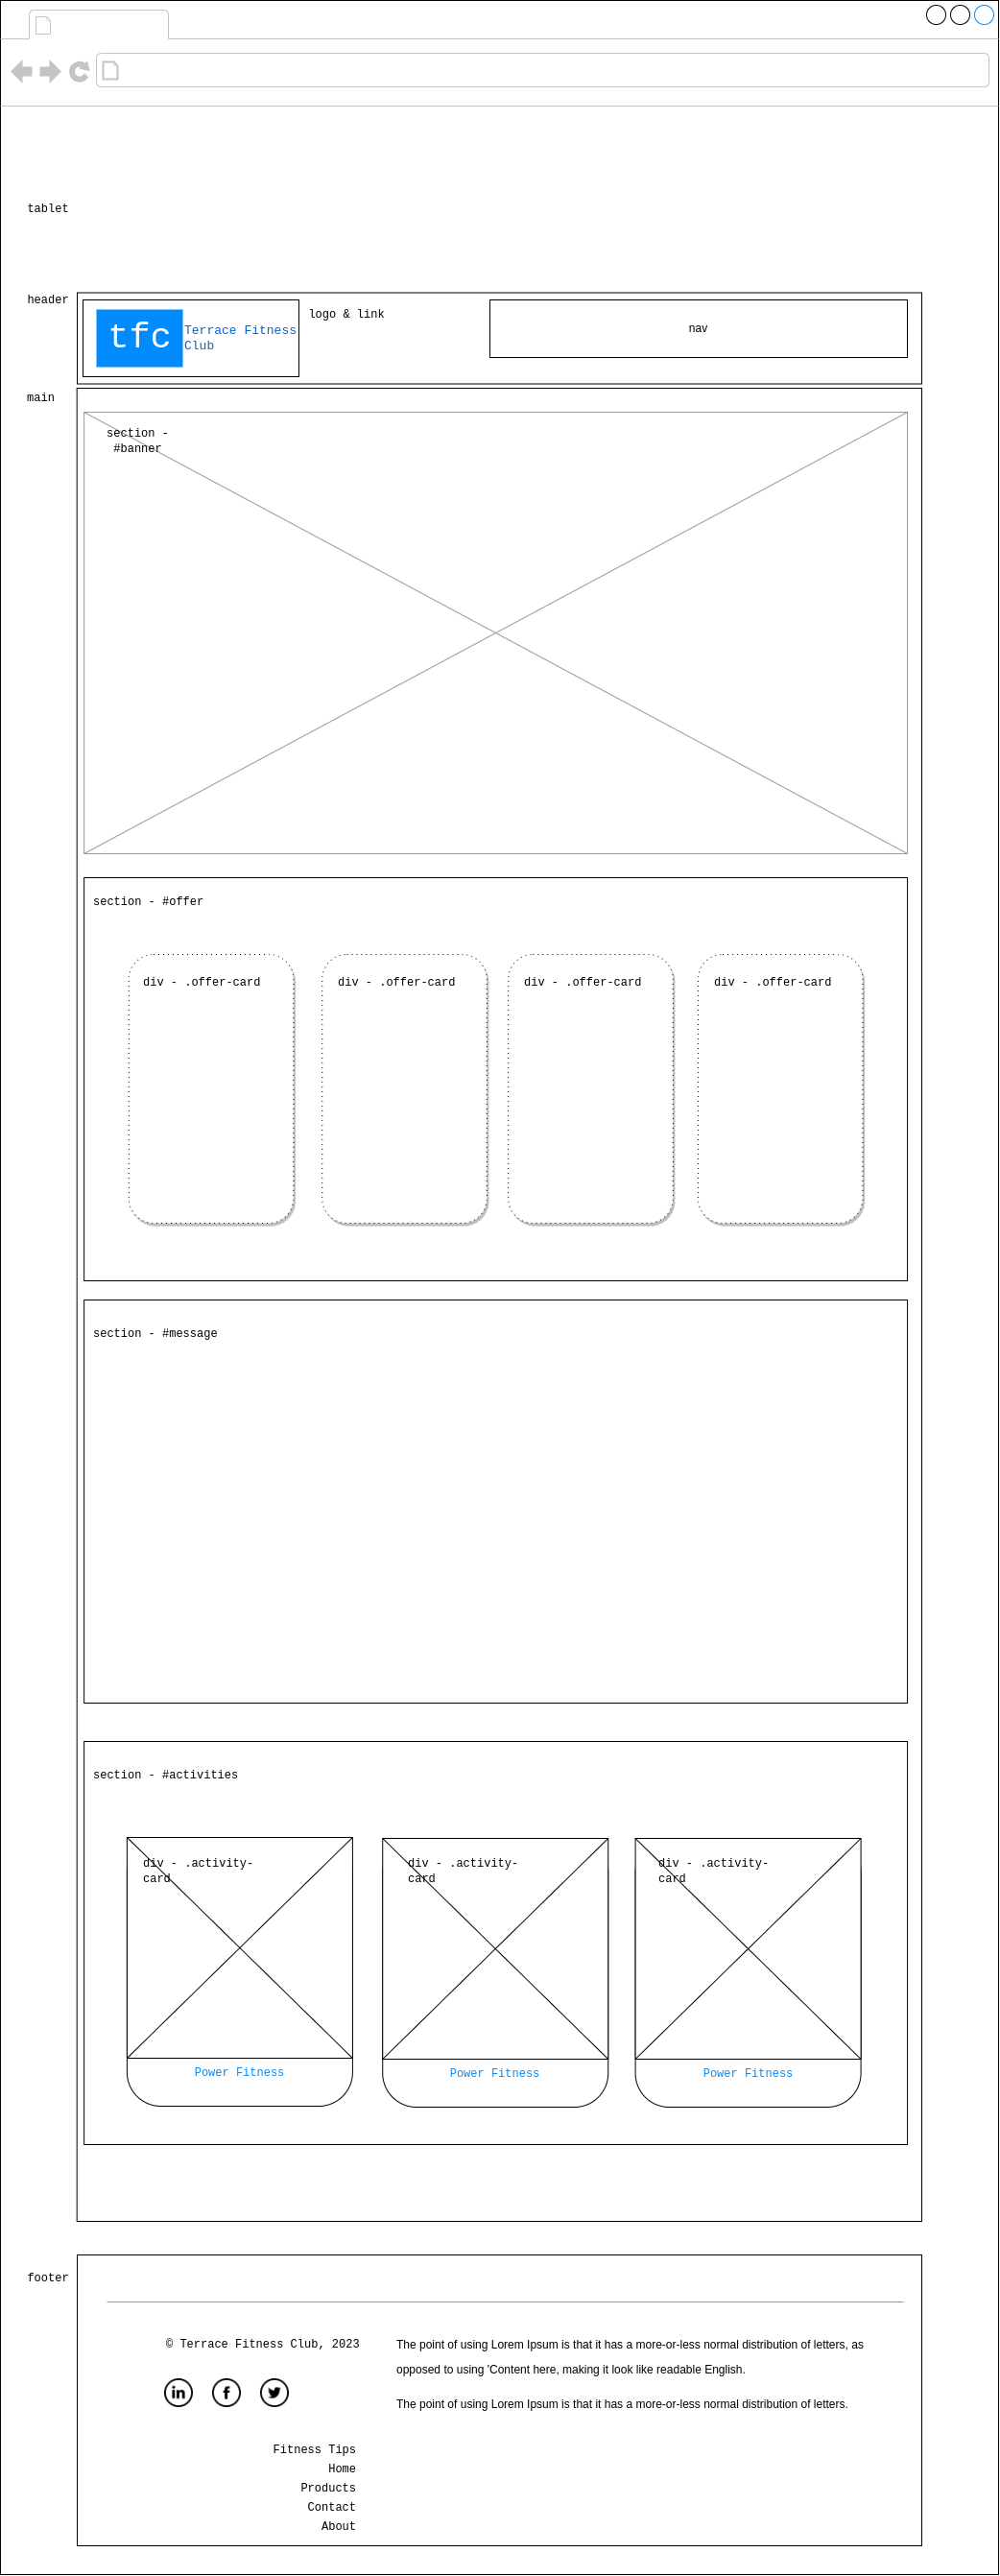 tablet
header
tfc
Terrace Fitness
Club
logo & link
nav
main
section -
#banner
section - #offer
div - .offer-card
div - .offer-card
div - .offer-card
div - .offer-card
section - #message
section - #activities
div - .activity-
card
div - .activity-
card
div - .activity-
card
Power Fitness
Power Fitness
Power Fitness
footer
© Terrace Fitness Club, 2023
in
f
Fitness Tips
Home
Products
Contact
About
The point of using Lorem Ipsum is that it has a more-or-less normal distribution of letters, as
opposed to using 'Content here, making it look like readable English.
The point of using Lorem Ipsum is that it has a more-or-less normal distribution of letters.